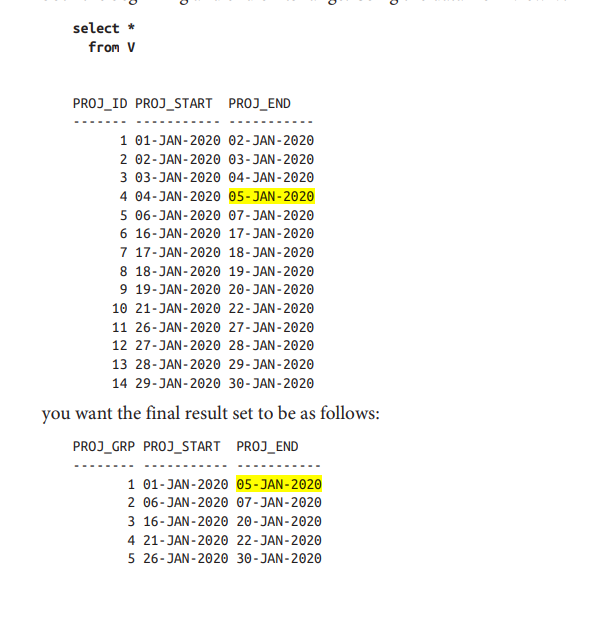 select *
from V
PROJ_ID PROJ_START PROJ_END
------- ----------- -----------
1 01-JAN-2020 02-JAN-2020
2 02-JAN-2020 03-JAN-2020
3 03-JAN-2020 04-JAN-2020
4 04-JAN-2020 05-JAN-2020
5 06-JAN-2020 07-JAN-2020
6 16-JAN-2020 17-JAN-2020
7 17-JAN-2020 18-JAN-2020
8 18-JAN-2020 19-JAN-2020
9 19-JAN-2020 20-JAN-2020
10 21-JAN-2020 22-JAN-2020
11 26-JAN-2020 27-JAN-2020
12 27-JAN-2020 28-JAN-2020
13 28-JAN-2020 29-JAN-2020
14 29-JAN-2020 30-JAN-2020
you want the final result set to be as follows:
PROJ_GRP PROJ_START PROJ_END
-------- ----------- -----------
1 01-JAN-2020 05-JAN-2020
2 06-JAN-2020 07-JAN-2020
3 16-JAN-2020 20-JAN-2020
4 21-JAN-2020 22-JAN-2020
5 26-JAN-2020 30-JAN-2020